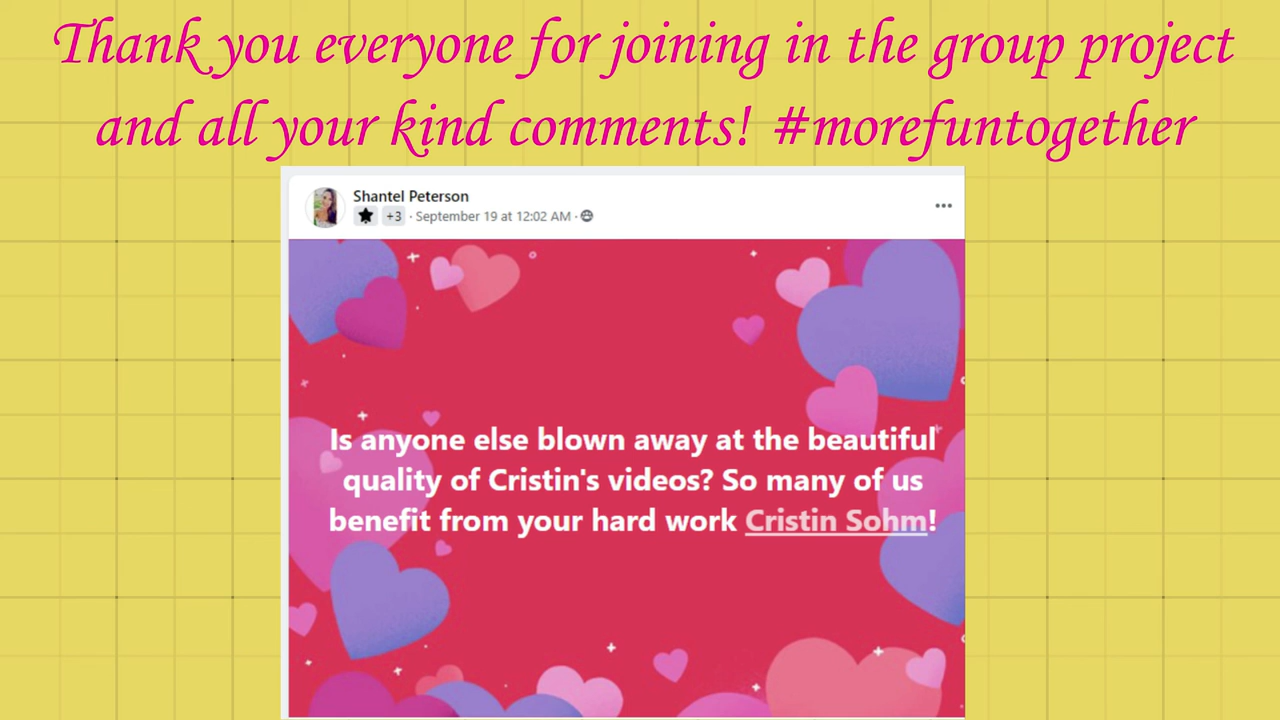 Thank you everyone for joining in the group project
and all your kind comments! #morefuntogether
Shantel Peterson
+3 · September 19 at 12:02 AM ·
Is anyone else blown away at the beautiful
quality of Cristin's videos? So many of us
benefit from your hard work Cristin Sohm!